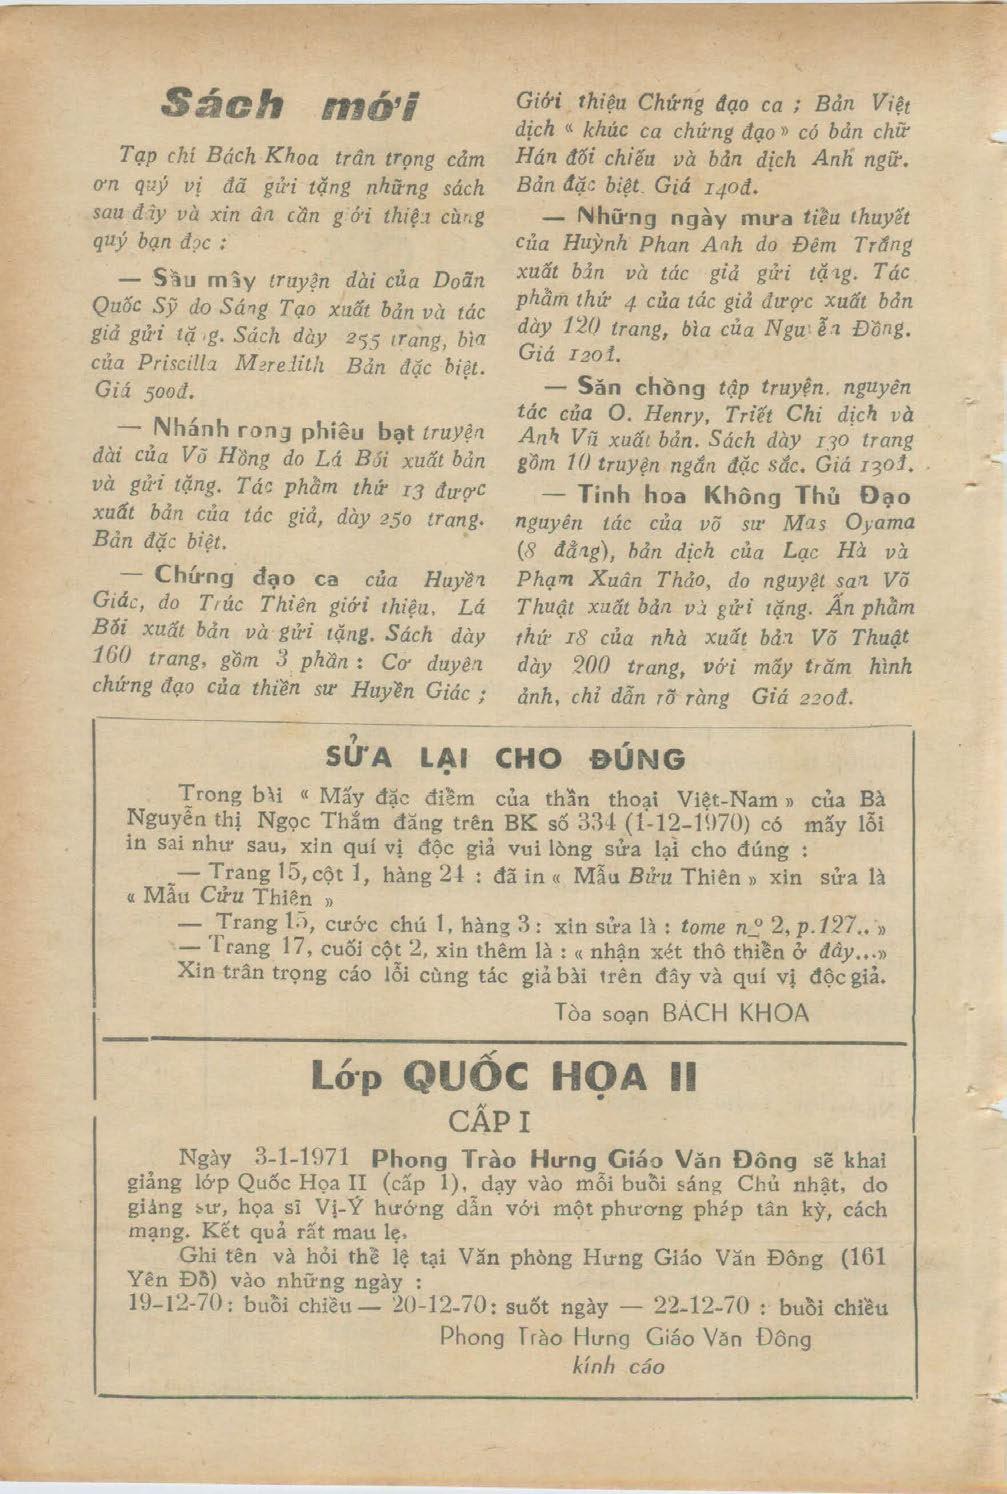 Sách mới
Tạp chí Bách Khoa trân trọng cảm
ơn quý vị đã gửi tặng những sách
sau đây và xin ân cần giới thiệu cùng
quý bạn đọc :
— Sầu mây truyện dài của Doãn
Quốc Sỹ do Sáng Tạo xuất bản và tác
giả gửi tặng. Sách dày 255 trang, bìa
của Priscilla Meredith Bản đặc biệt.
Giá 500đ.
— Nhánh rong phiêu bạt truyện
dài của Võ Hồng do Lá Bối xuất bản
và gửi tặng. Tác phẩm thứ 13 được
xuất bản của tác giả, dày 250 trang.
Bản đặc biệt.
— Chứng đạo ca của Huyền
Giác, do Trúc Thiên giới thiệu, Lá
Bối xuất bản và gửi tặng. Sách dày
160 trang, gồm 3 phần : Cơ duyên
chứng đạo của thiền sư Huyền Giác ;
Giới thiệu Chứng đạo ca ; Bản Việt
dịch « khúc ca chứng đạo » có bản chữ
Hán đối chiếu và bản dịch Anh ngữ.
Bản đặc biệt. Giá 140đ.
— Những ngày mưa tiểu thuyết
của Huỳnh Phan Anh do Đêm Trắng
xuất bản và tác giả gửi tặng. Tác
phẩm thứ 4 của tác giả được xuất bản
dày 120 trang, bìa của Nguyễn Đồng.
Giá 120đ.
— Săn chồng tập truyện, nguyên
tác của O. Henry, Triết Chi dịch và
Anh Vũ xuất bản. Sách dày 130 trang
gồm 10 truyện ngắn đặc sắc. Giá 130đ.
— Tinh hoa Không Thủ Đạo
nguyên tác của võ sư Mas Oyama
(8 đẳng), bản dịch của Lạc Hà và
Phạm Xuân Thảo, do nguyệt san Võ
Thuật xuất bản và gửi tặng. Ấn phẩm
thứ 18 của nhà xuất bản Võ Thuật
dày 200 trang, với mấy trăm hình
ảnh, chỉ dẫn rõ ràng Giá 220đ.
SỬA LẠI CHO ĐÚNG
Trong bài « Mấy đặc điểm của thần thoại Việt-Nam » của Bà
Nguyễn thị Ngọc Thắm đăng trên BK số 334 (1-12-1970) có mấy lỗi
in sai như sau, xin quí vị độc giả vui lòng sửa lại cho đúng :
— Trang 15, cột 1, hàng 24 : đã in « Mẫu Bửu Thiên » xin sửa là
« Mẫu Cửu Thiên »
— Trang 15, cước chú 1, hàng 3 : xin sửa là : tome nº 2, p.127.. »
— Trang 17, cuối cột 2, xin thêm là : « nhận xét thô thiển ở đây...»
Xin trân trọng cáo lỗi cùng tác giả bài trên đây và quí vị độc giả.
Tòa soạn BÁCH KHOA
Lớp QUỐC HỌA II
CẤP I
Ngày 3-1-1971 Phong Trào Hưng Giáo Văn Đông sẽ khai
giảng lớp Quốc Họa II (cấp 1), dạy vào mỗi buổi sáng Chủ nhật, do
giảng sư, họa sĩ Vị-Ý hướng dẫn với một phương pháp tân kỳ, cách
mạng. Kết quả rất mau lẹ.
Ghi tên và hỏi thể lệ tại Văn phòng Hưng Giáo Văn Đông (161
Yên Đỗ) vào những ngày :
19-12-70 : buổi chiều — 20-12-70 : suốt ngày — 22-12-70 : buổi chiều
Phong Trào Hưng Giáo Văn Đông
kính cáo